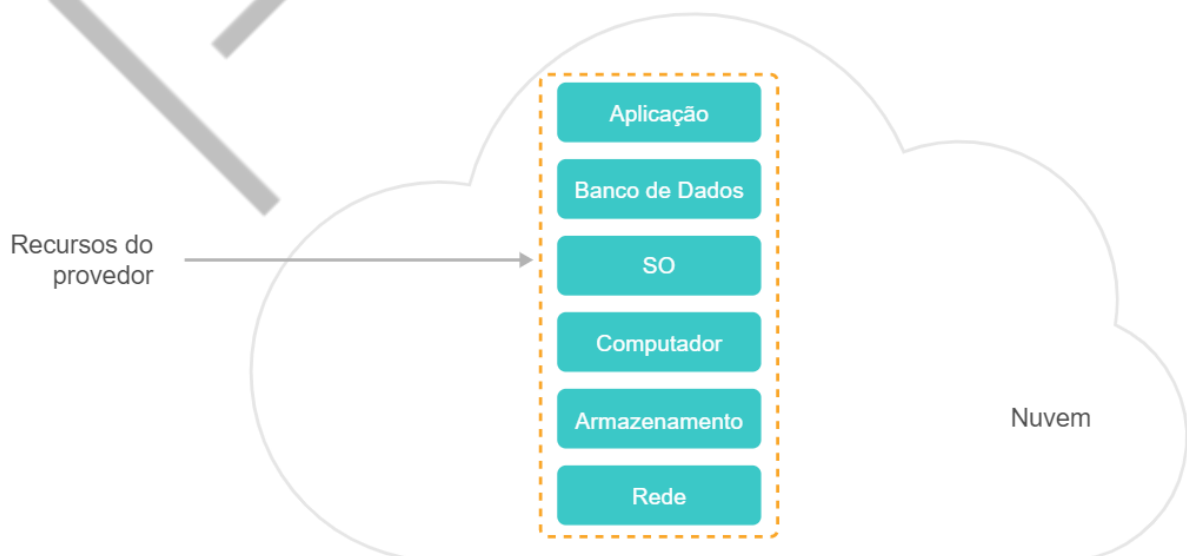 Aplicação
Banco de Dados
Recursos do
provedor
SO
Computador
Armazenamento
Nuvem
Rede